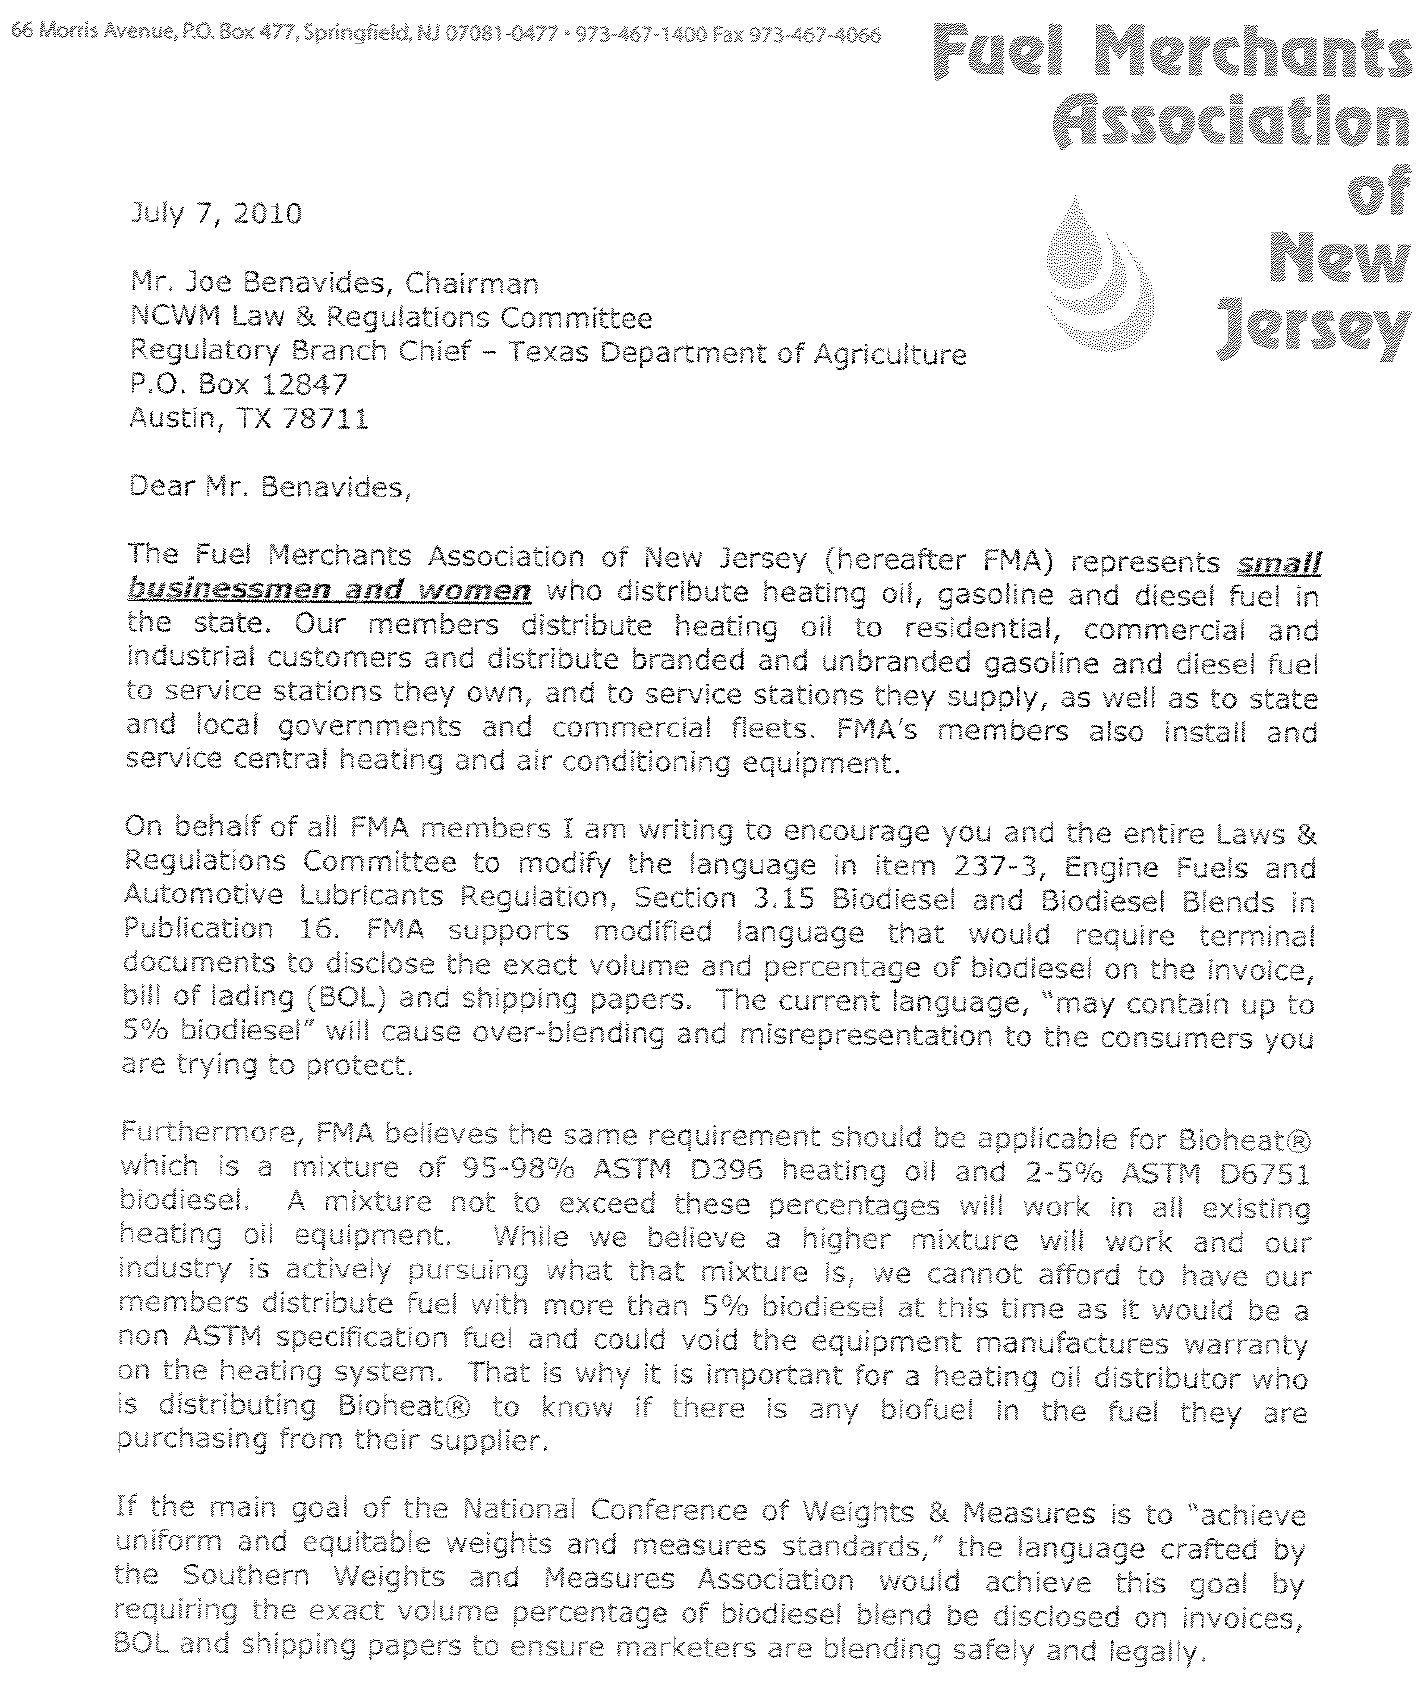 66 Morris Avenue, P.O. Box 477, Springfield, NJ 07081-0477 • 973-467-1400 Fax 973-467-4066
Fuel Merchants
Association
of
New
Jersey
July 7, 2010
Mr. Joe Benavides, Chairman
NCWM Law & Regulations Committee
Regulatory Branch Chief – Texas Department of Agriculture
P.O. Box 12847
Austin, TX 78711
Dear Mr. Benavides,
The Fuel Merchants Association of New Jersey (hereafter FMA) represents small
businessmen and women who distribute heating oil, gasoline and diesel fuel in
the state. Our members distribute heating oil to residential, commercial and
industrial customers and distribute branded and unbranded gasoline and diesel fuel
to service stations they own, and to service stations they supply, as well as to state
and local governments and commercial fleets. FMA's members also install and
service central heating and air conditioning equipment.
On behalf of all FMA members I am writing to encourage you and the entire Laws &
Regulations Committee to modify the language in item 237-3, Engine Fuels and
Automotive Lubricants Regulation, Section 3.15 Biodiesel and Biodiesel Blends in
Publication 16. FMA supports modified language that would require terminal
documents to disclose the exact volume and percentage of biodiesel on the invoice,
bill of lading (BOL) and shipping papers. The current language, "may contain up to
5% biodiesel" will cause over-blending and misrepresentation to the consumers you
are trying to protect.
Furthermore, FMA believes the same requirement should be applicable for Bioheat®
which is a mixture of 95-98% ASTM D396 heating oil and 2-5% ASTM D6751
biodiesel. A mixture not to exceed these percentages will work in all existing
heating oil equipment. While we believe a higher mixture will work and our
industry is actively pursuing what that mixture is, we cannot afford to have our
members distribute fuel with more than 5% biodiesel at this time as it would be a
non ASTM specification fuel and could void the equipment manufactures warranty
on the heating system. That is why it is important for a heating oil distributor who
is distributing Bioheat® to know if there is any biofuel in the fuel they are
purchasing from their supplier.
If the main goal of the National Conference of Weights & Measures is to "achieve
uniform and equitable weights and measures standards," the language crafted by
the Southern Weights and Measures Association would achieve this goal by
requiring the exact volume percentage of biodiesel blend be disclosed on invoices,
BOL and shipping papers to ensure marketers are blending safely and legally.